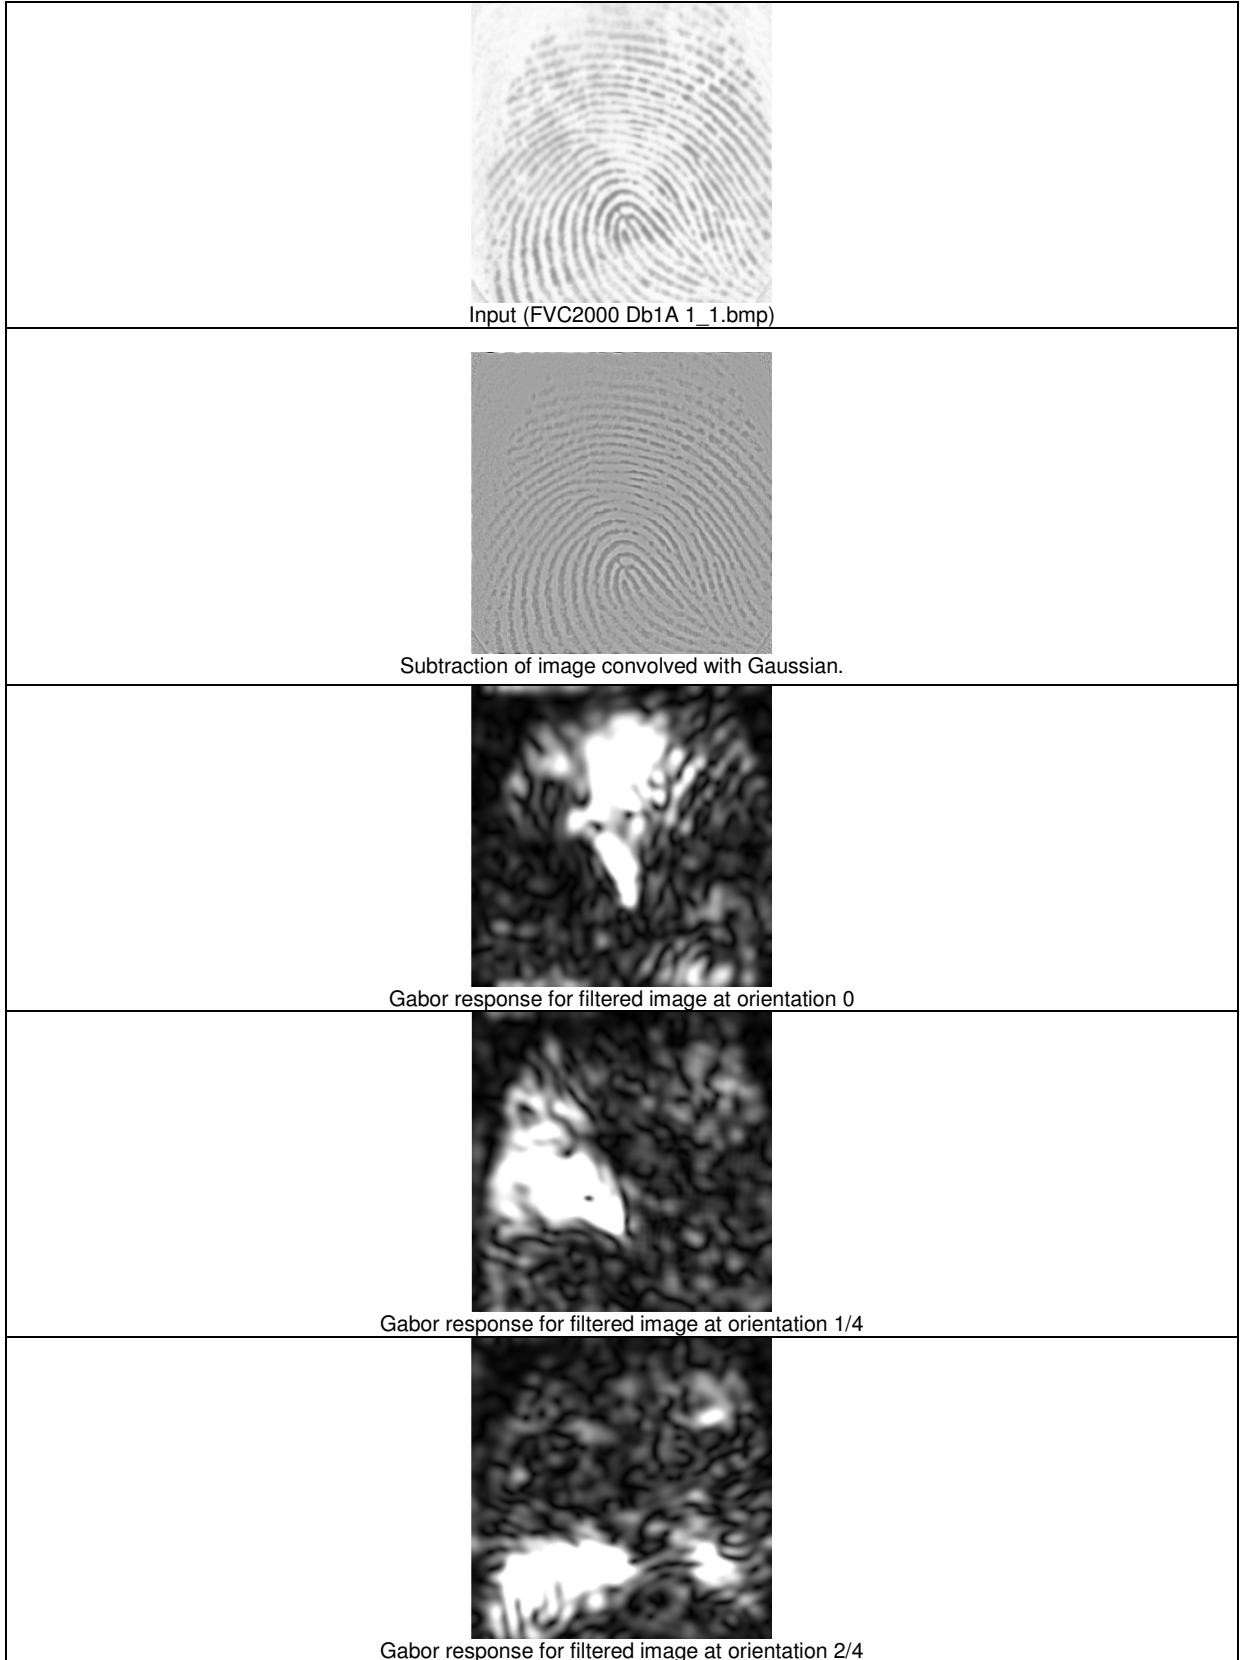 Input (FVC2000 Db1A 1_1.bmp)
Subtraction of image convolved with Gaussian.
Gabor response for filtered image at orientation 0
Gabor response for filtered image at orientation 1/4
Gabor response for filtered image at orientation 2/4